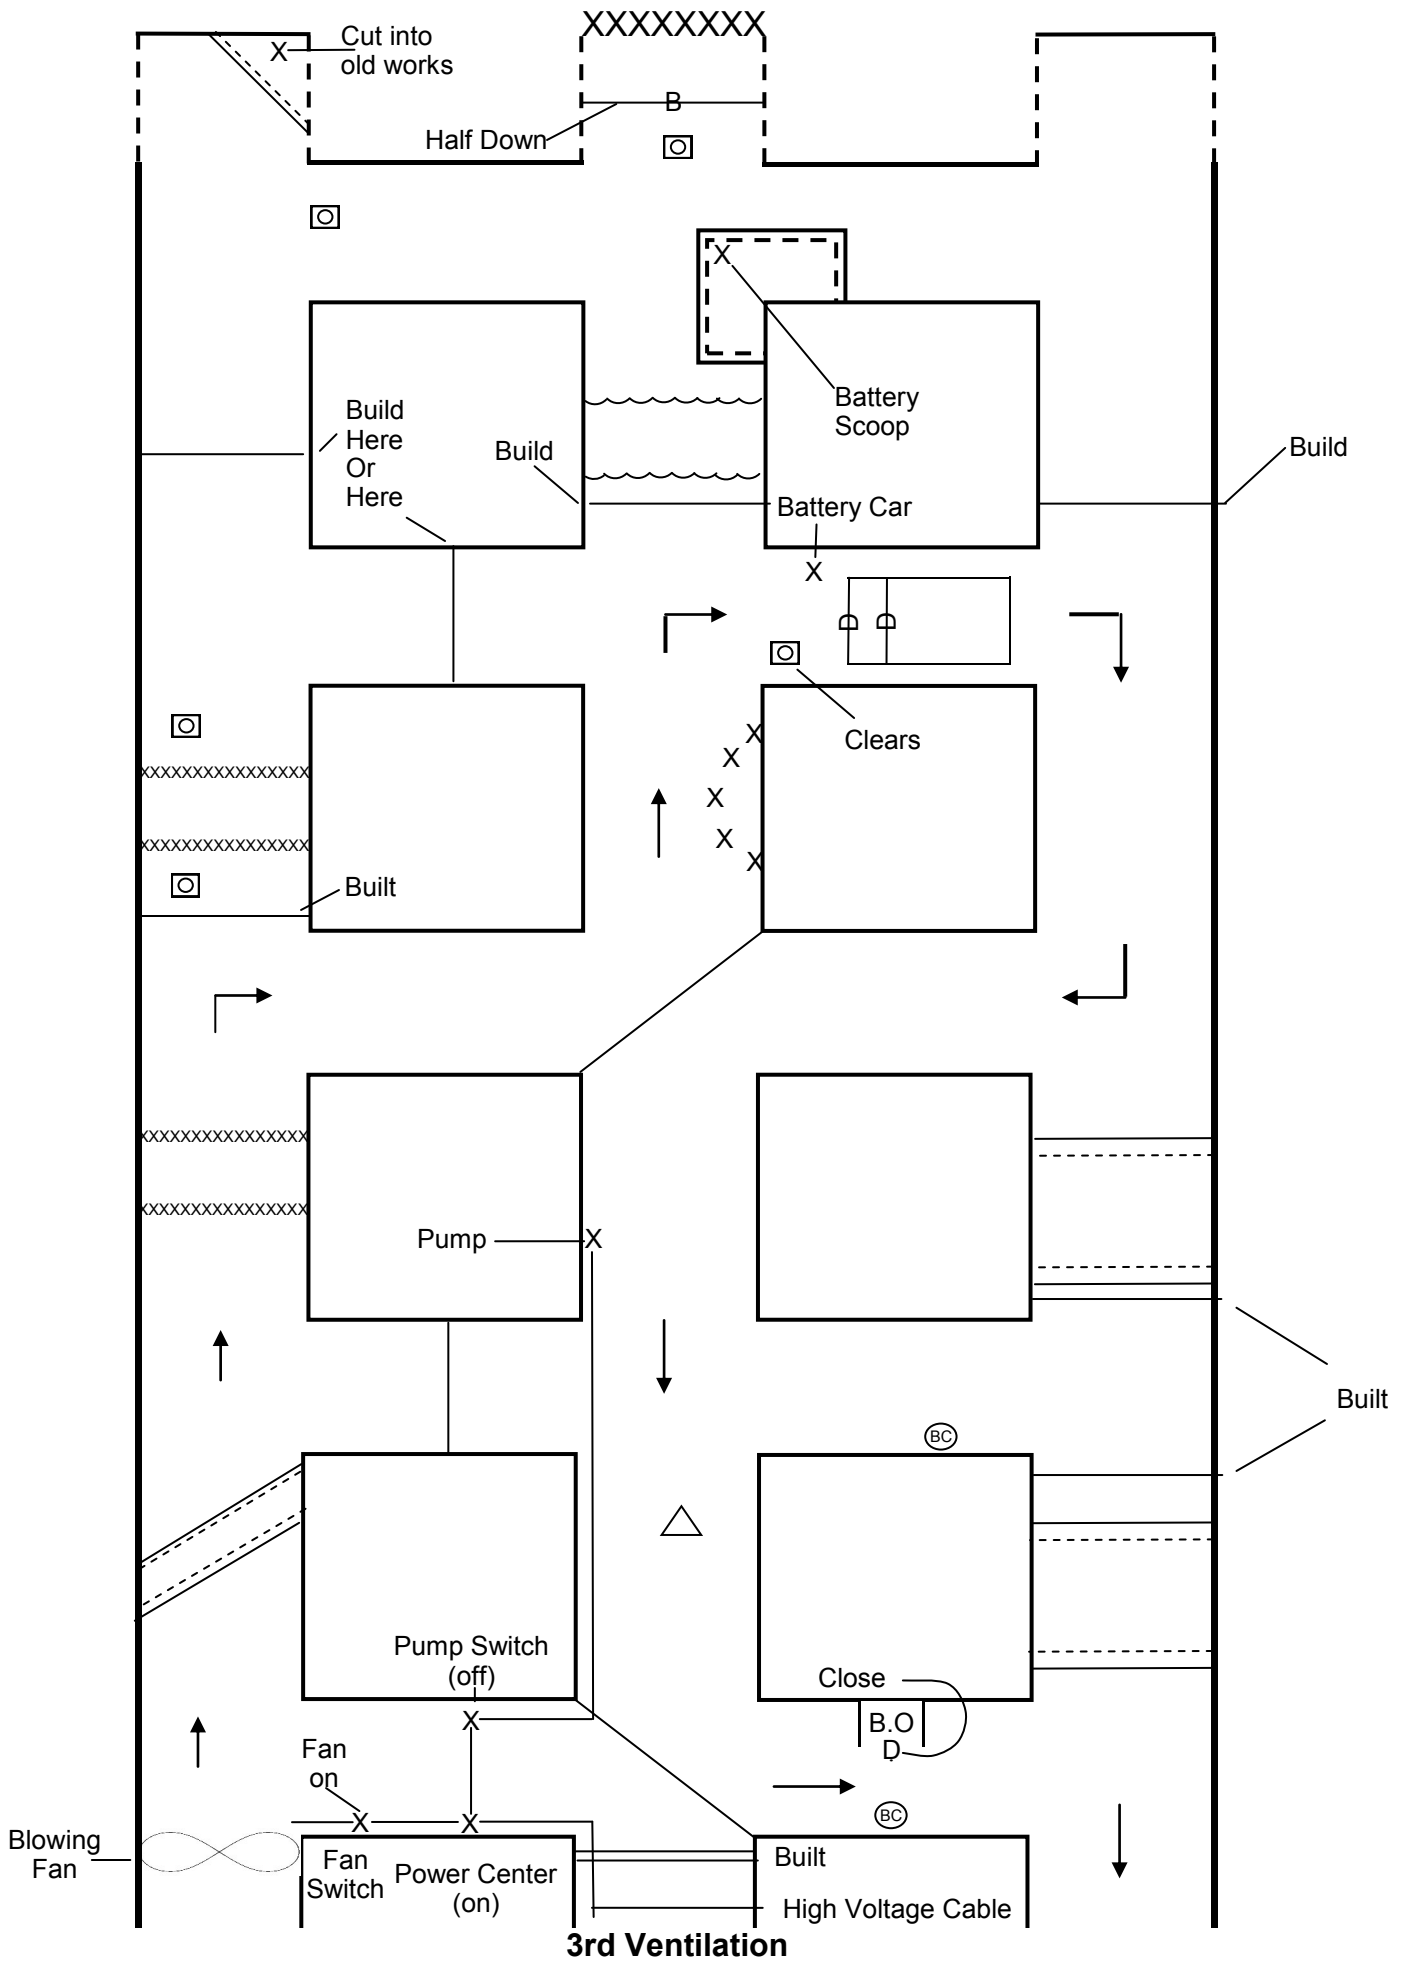 XXXXXXXX
Cut into
X
old works
B
Half Down
X
Battery
Scoop
Build
Here
Or
Here
Build
Build
Battery Car
X
D D
Clears
X
X
X
X
X
XXXXXXXXXXXXXXXX
XXXXXXXXXXXXXXXX
Built
XXXXXXXXXXXXXXXX
XXXXXXXXXXXXXXXX
Pump
X
Built
BC
Pump Switch
(off)
X
Close
B.O
D
Fan
on
X
X
BC
Blowing
Fan
Fan
Switch
Power Center
(on)
Built
High Voltage Cable
3rd Ventilation